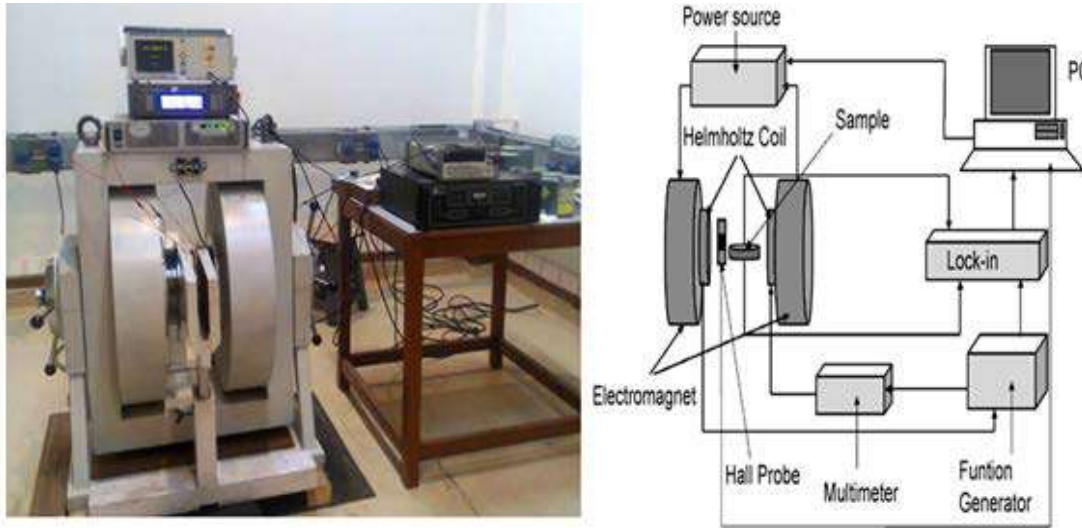 Power source
PC
Sample
Helmholtz Coil
Lock-in
Electromagnet
Hall Probe
Multimeter
Funtion
Generator